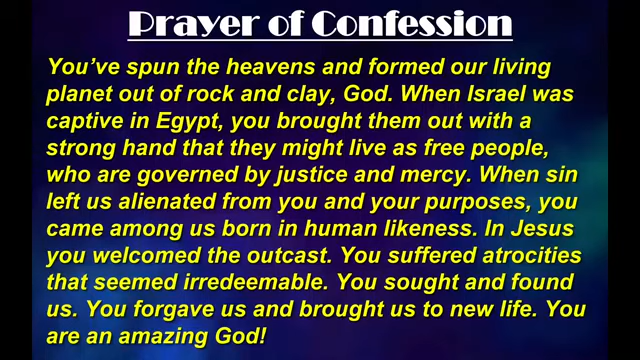 Prayer of Confession
You’ve spun the heavens and formed our living
planet out of rock and clay, God. When Israel was
captive in Egypt, you brought them out with a
strong hand that they might live as free people,
who are governed by justice and mercy. When sin
left us alienated from you and your purposes, you
came among us born in human likeness. In Jesus
you welcomed the outcast. You suffered atrocities
that seemed irredeemable. You sought and found
us. You forgave us and brought us to new life. You
are an amazing God!